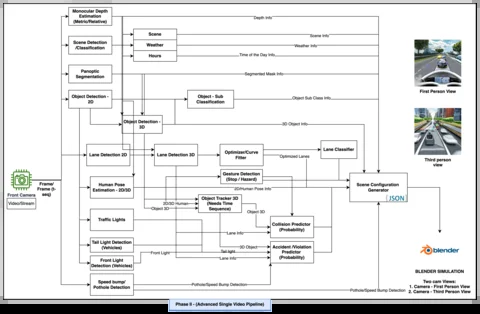 Monocular Depth
Estimation
(Metric/Relative)
Depth Info
Scene
Scene Info
Scene Detection
/Classification
Weather
Weather Info
Hours
Time of the Day Info
Panoptic
Segmentation
Segmented Mask Info
Object Detection -
2D
Object - Sub
Classification
Object Sub Class Info
First Person View
Object Detection -
3D
3D Object Info
Lane Detection 2D
Lane Detection 3D
Optimizer/Curve
Fitter
Lane Classifier
Optimized Lanes
Third person
view
Gesture Detection
(Stop / Hazard)
Human Pose
Estimation - 2D/3D
2D/3D Human
2D/Human Pose Info
Scene Configuration
Generator
JSON
Front Camera
Video/Stream
Frame/
Frame (t-
seq)
Object Tracker 3D
(Needs Time
Sequence)
Object 3D
Object 3D
Traffic Lights
Collision Predictor
(Probability)
Lane Info
Tail Light Detection
(Vehicles)
3D Object
Tail light
Accident /Violation
Predictor
(Probability)
Front Light
Lane Info
Front Light
Detection (Vehicles)
blender
BLENDER SIMULATION
Speed bump/
Pothole Detection
Pothole/Speed Bump Detection
Pothole/Speed Bump Detection
Two cam Views:
1. Camera - First Person View
2. Camera - Third Person View
Phase II - (Advanced Single Video Pipeline)